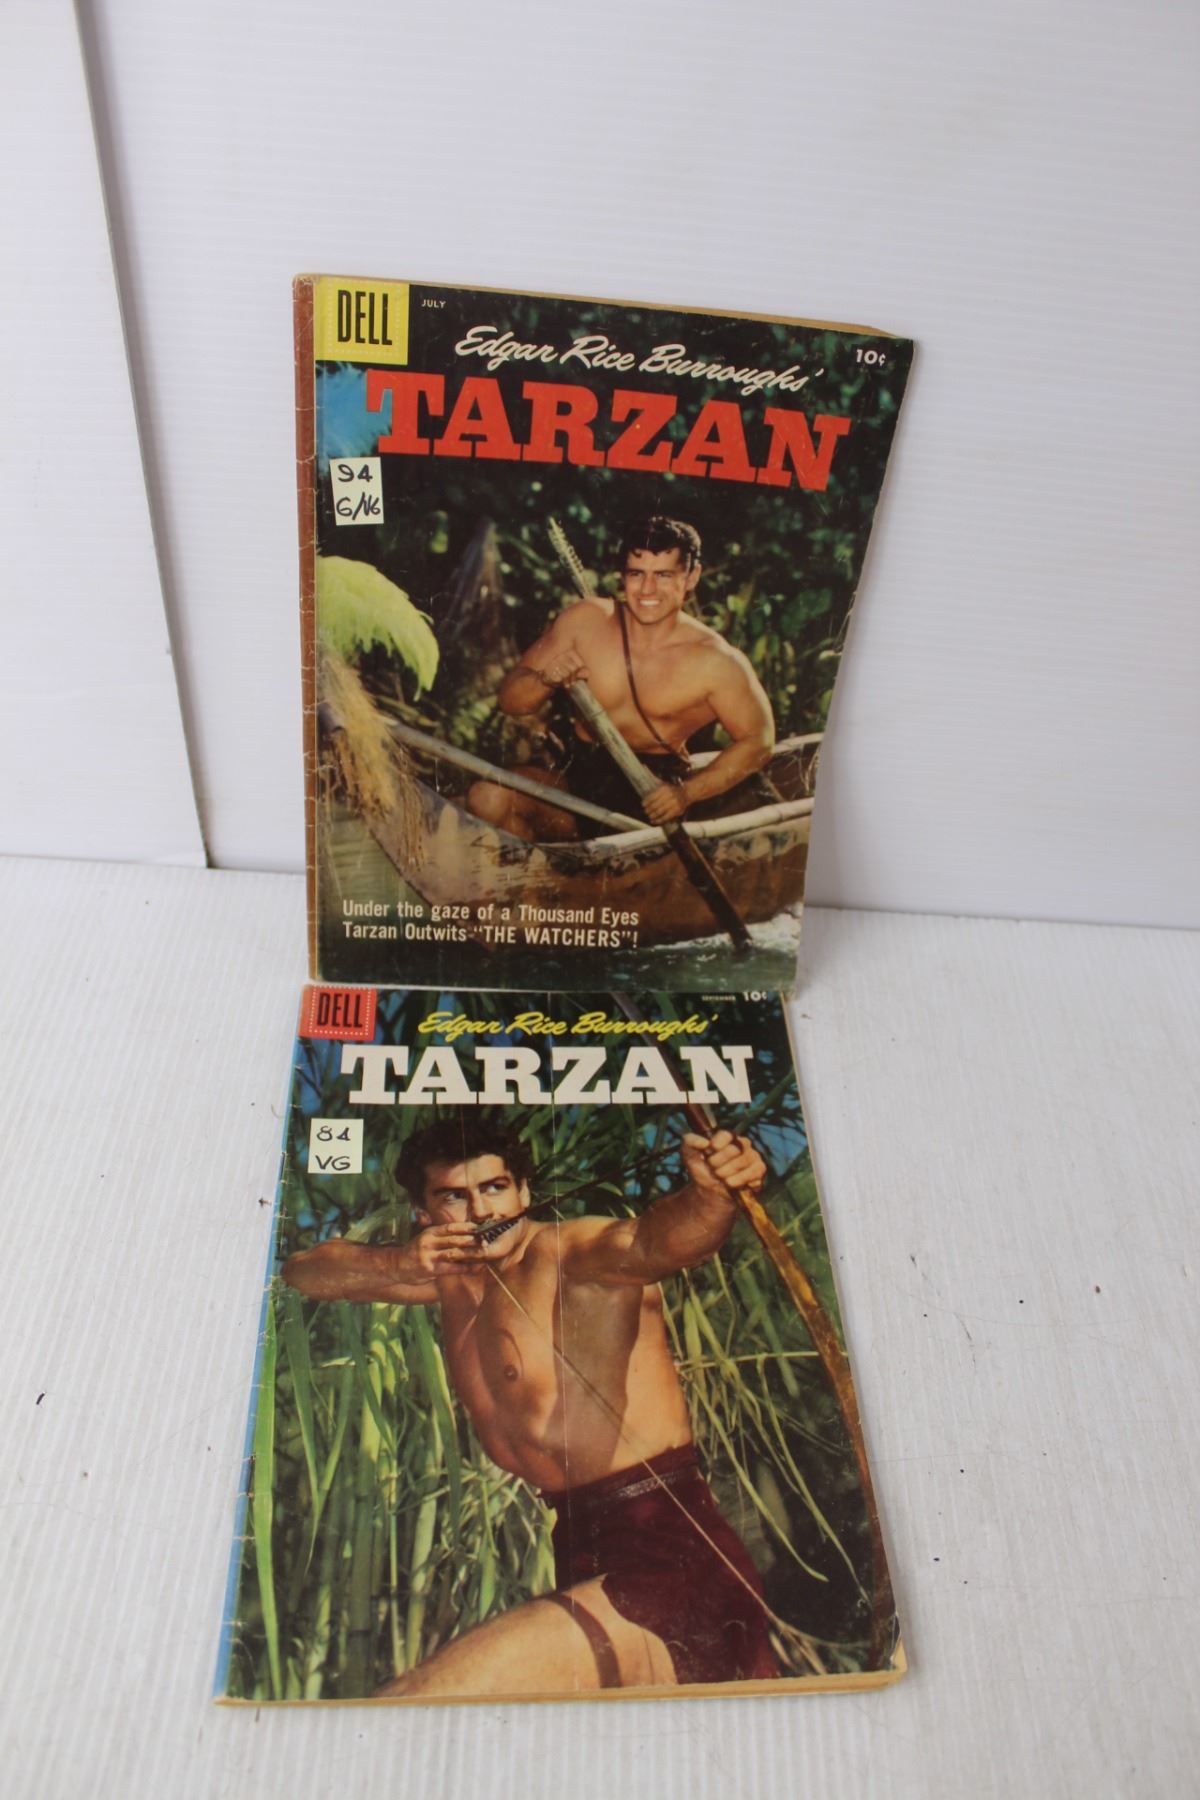 DELL
JULY
Edgar Rice Burroughs'
10¢
TARZAN
94
G/VG
Under the gaze of a Thousand Eyes
Tarzan Outwits "THE WATCHERS"!
DELL
SEPTEMBER 10¢
Edgar Rice Burroughs'
TARZAN
84
VG